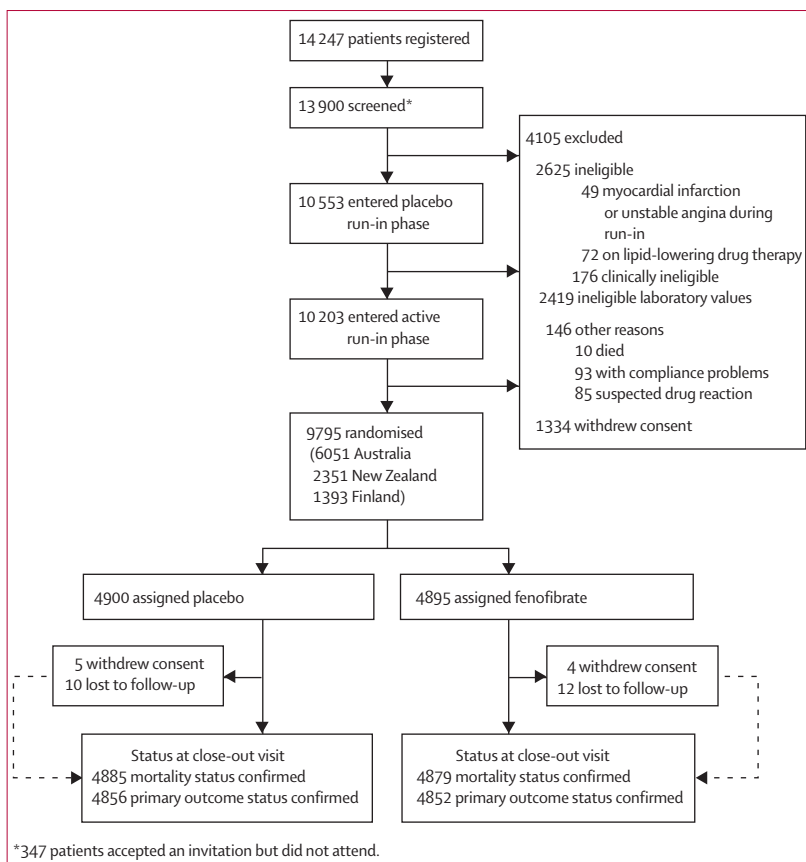 14 247 patients registered
13 900 screened*
4105 excluded
2625 ineligible
49 myocardial infarction
or unstable angina during
run-in
72 on lipid-lowering drug therapy
176 clinically ineligible
2419 ineligible laboratory values
146 other reasons
10 died
93 with compliance problems
85 suspected drug reaction
1334 withdrew consent
10 553 entered placebo
run-in phase
10 203 entered active
run-in phase
9795 randomised
(6051 Australia
2351 New Zealand
1393 Finland)
4900 assigned placebo
4895 assigned fenofibrate
5 withdrew consent
10 lost to follow-up
4 withdrew consent
12 lost to follow-up
Status at close-out visit
4885 mortality status confirmed
4856 primary outcome status confirmed
Status at close-out visit
4879 mortality status confirmed
4852 primary outcome status confirmed
*347 patients accepted an invitation but did not attend.